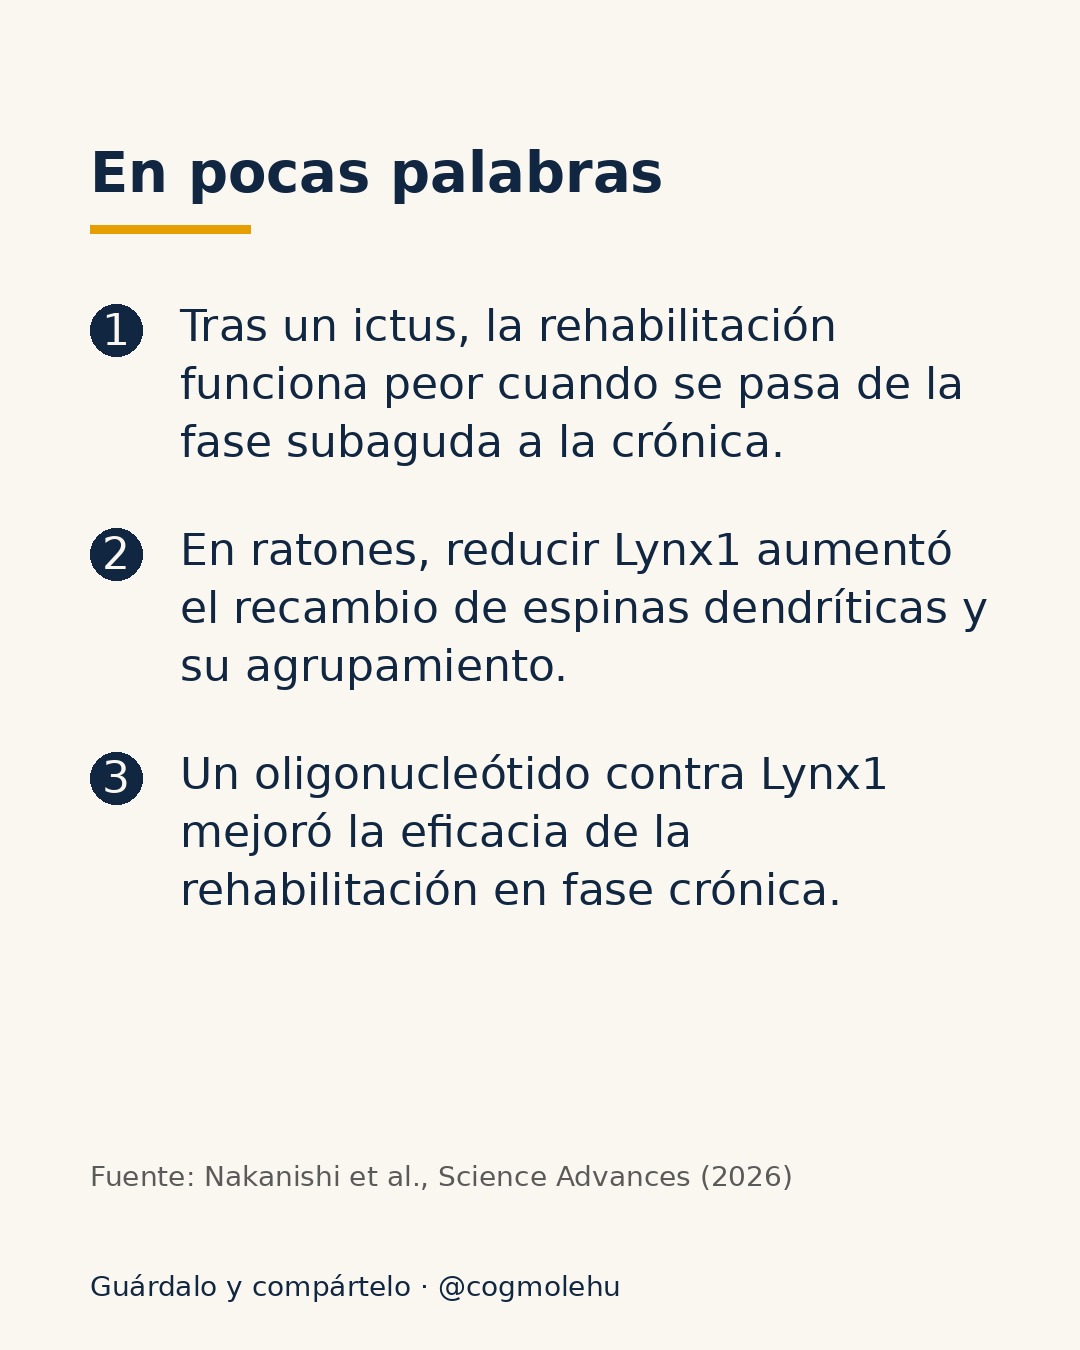 En pocas palabras
1 Tras un ictus, la rehabilitación
funciona peor cuando se pasa de la
fase subaguda a la crónica.
2 En ratones, reducir Lynx1 aumentó
el recambio de espinas dendríticas y
su agrupamiento.
3 Un oligonucleótido contra Lynx1
mejoró la eficacia de la
rehabilitación en fase crónica.
Fuente: Nakanishi et al., Science Advances (2026)
Guárdalo y compártelo · @cogmolehu